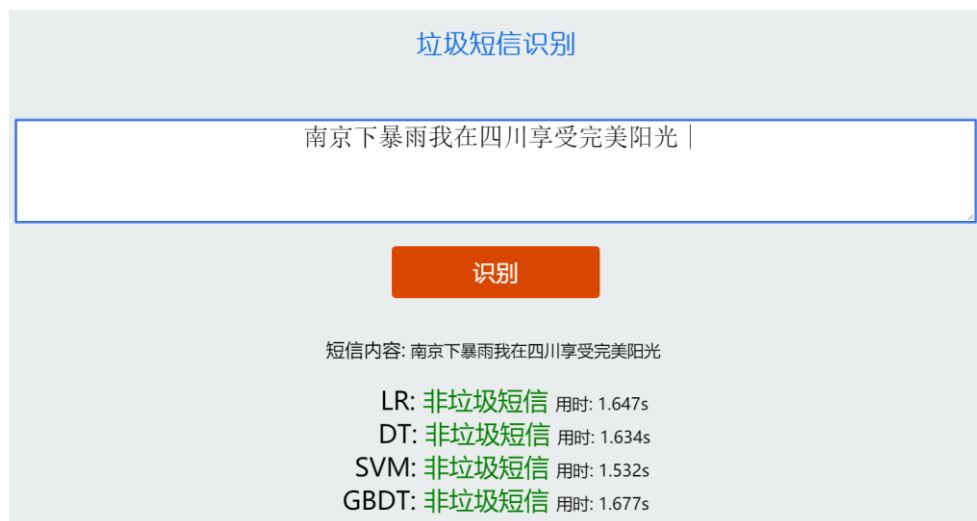 垃圾短信识别
南京下暴雨我在四川享受完美阳光
识别
短信内容: 南京下暴雨我在四川享受完美阳光
LR: 非垃圾短信 用时: 1.647s
DT: 非垃圾短信 用时: 1.634s
SVM: 非垃圾短信 用时: 1.532s
GBDT: 非垃圾短信 用时: 1.677s